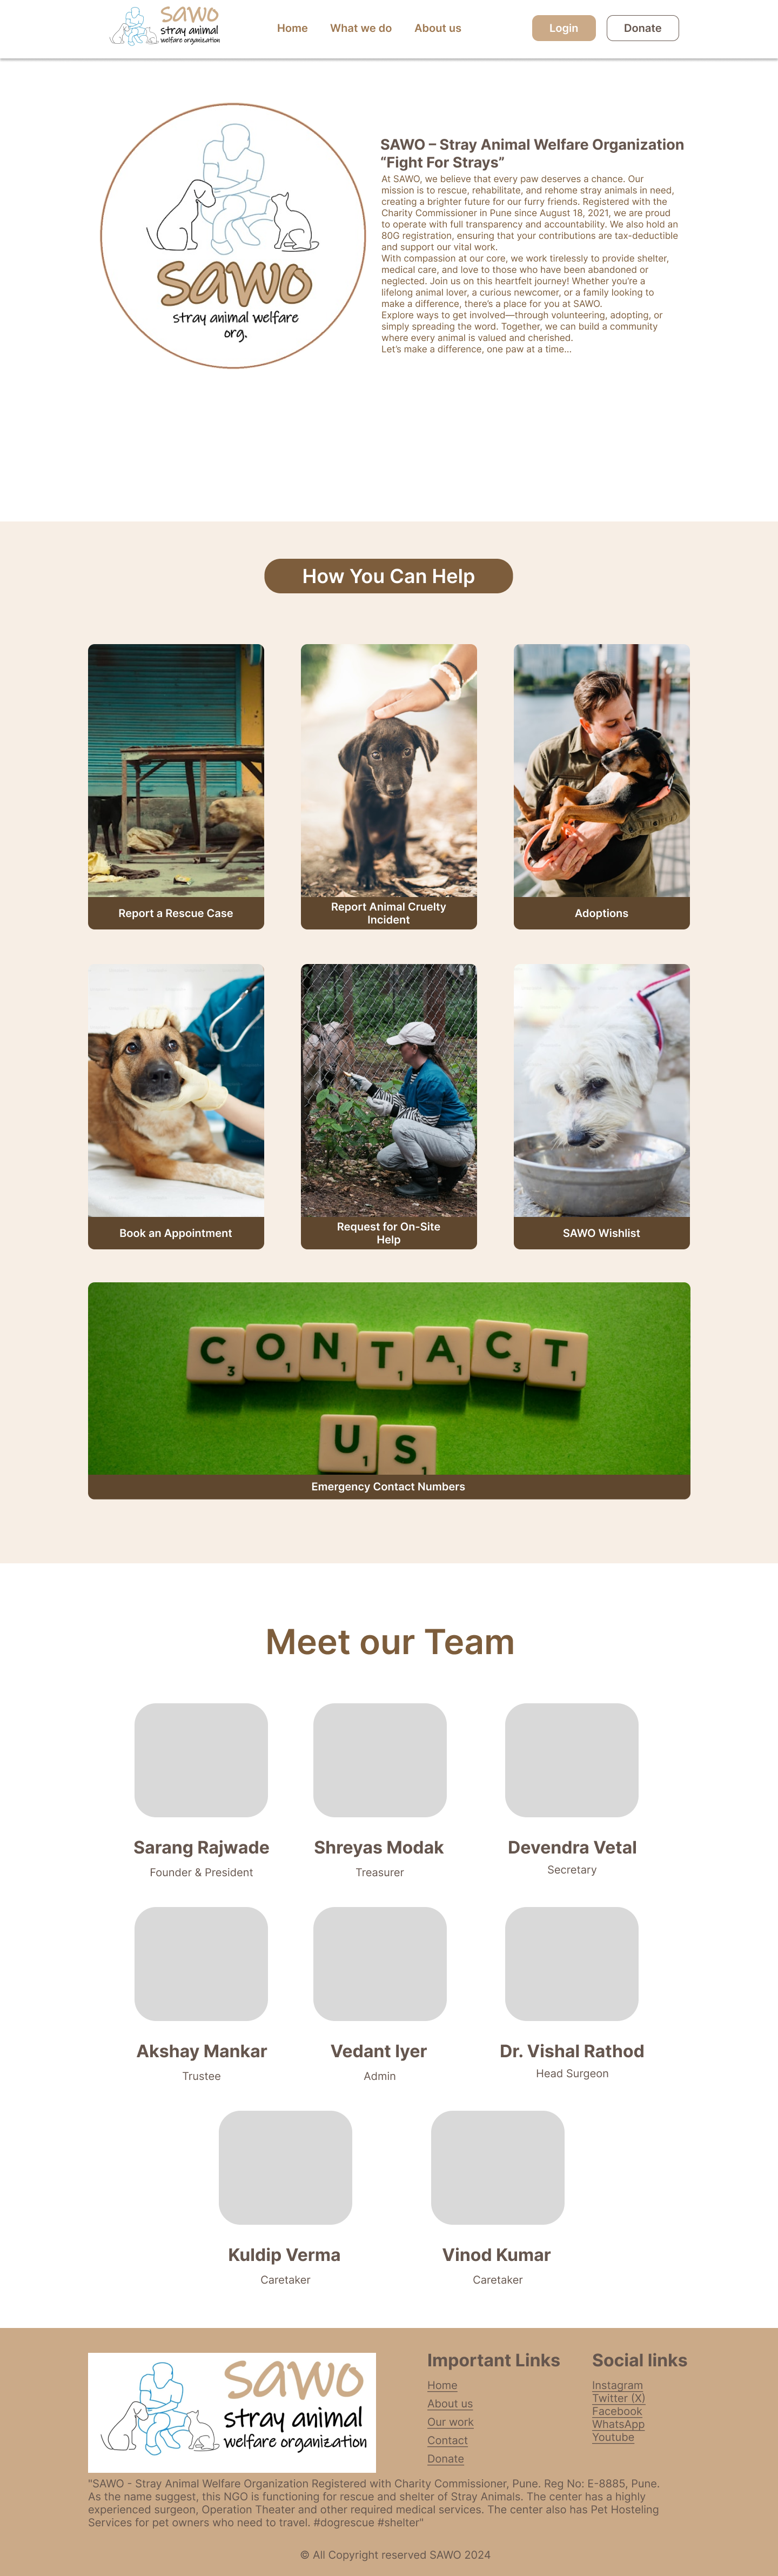 SAWO
stray animal
welfare organization
Home What we do About us Login Donate
SAWO – Stray Animal Welfare Organization
“Fight For Strays”
At SAWO, we believe that every paw deserves a chance. Our
mission is to rescue, rehabilitate, and rehome stray animals in need,
creating a brighter future for our furry friends. Registered with the
Charity Commissioner in Pune since August 18, 2021, we are proud
to operate with full transparency and accountability. We also hold an
80G registration, ensuring that your contributions are tax-deductible
and support our vital work.
With compassion at our core, we work tirelessly to provide shelter,
medical care, and love to those who have been abandoned or
neglected. Join us on this heartfelt journey! Whether you’re a
lifelong animal lover, a curious newcomer, or a family looking to
make a difference, there’s a place for you at SAWO.
Explore ways to get involved—through volunteering, adopting, or
simply spreading the word. Together, we can build a community
where every animal is valued and cherished.
Let’s make a difference, one paw at a time...
SAWO
stray animal welfare
org.
How You Can Help
Report a Rescue Case
Report Animal Cruelty
Incident
Adoptions
Book an Appointment
Request for On-Site
Help
SAWO Wishlist
C3 O1 N1 T1 A1 C3 T1
U1 S1
Emergency Contact Numbers
Meet our Team
Sarang Rajwade
Founder & President
Shreyas Modak
Treasurer
Devendra Vetal
Secretary
Akshay Mankar
Trustee
Vedant Iyer
Admin
Dr. Vishal Rathod
Head Surgeon
Kuldip Verma
Caretaker
Vinod Kumar
Caretaker
SAWO
stray animal
welfare organization
Important Links
Home
About us
Our work
Contact
Donate
Social links
Instagram
Twitter (X)
Facebook
WhatsApp
Youtube
"SAWO - Stray Animal Welfare Organization Registered with Charity Commissioner, Pune. Reg No: E-8885, Pune.
As the name suggest, this NGO is functioning for rescue and shelter of Stray Animals. The center has a highly
experienced surgeon, Operation Theater and other required medical services. The center also has Pet Hosteling
Services for pet owners who need to travel. #dogrescue #shelter"
© All Copyright reserved SAWO 2024